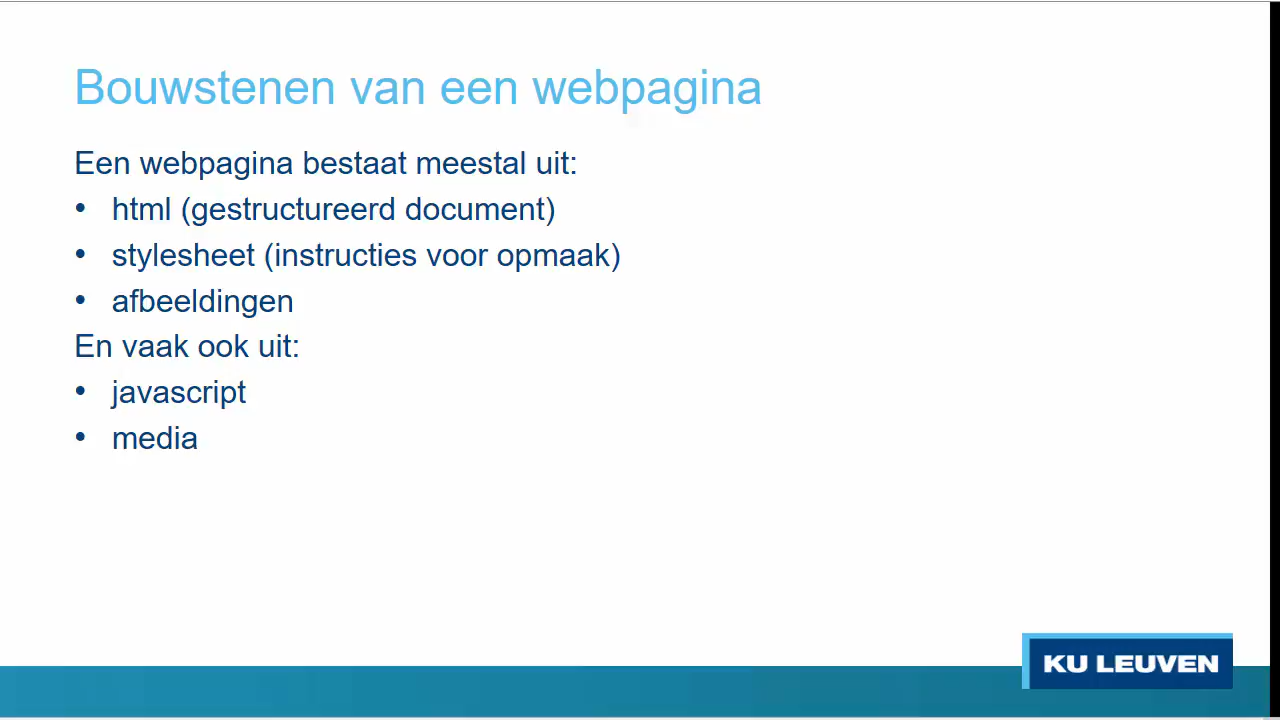 Bouwstenen van een webpagina
Een webpagina bestaat meestal uit:
• html (gestructureerd document)
• stylesheet (instructies voor opmaak)
• afbeeldingen
En vaak ook uit:
• javascript
• media
KU LEUVEN